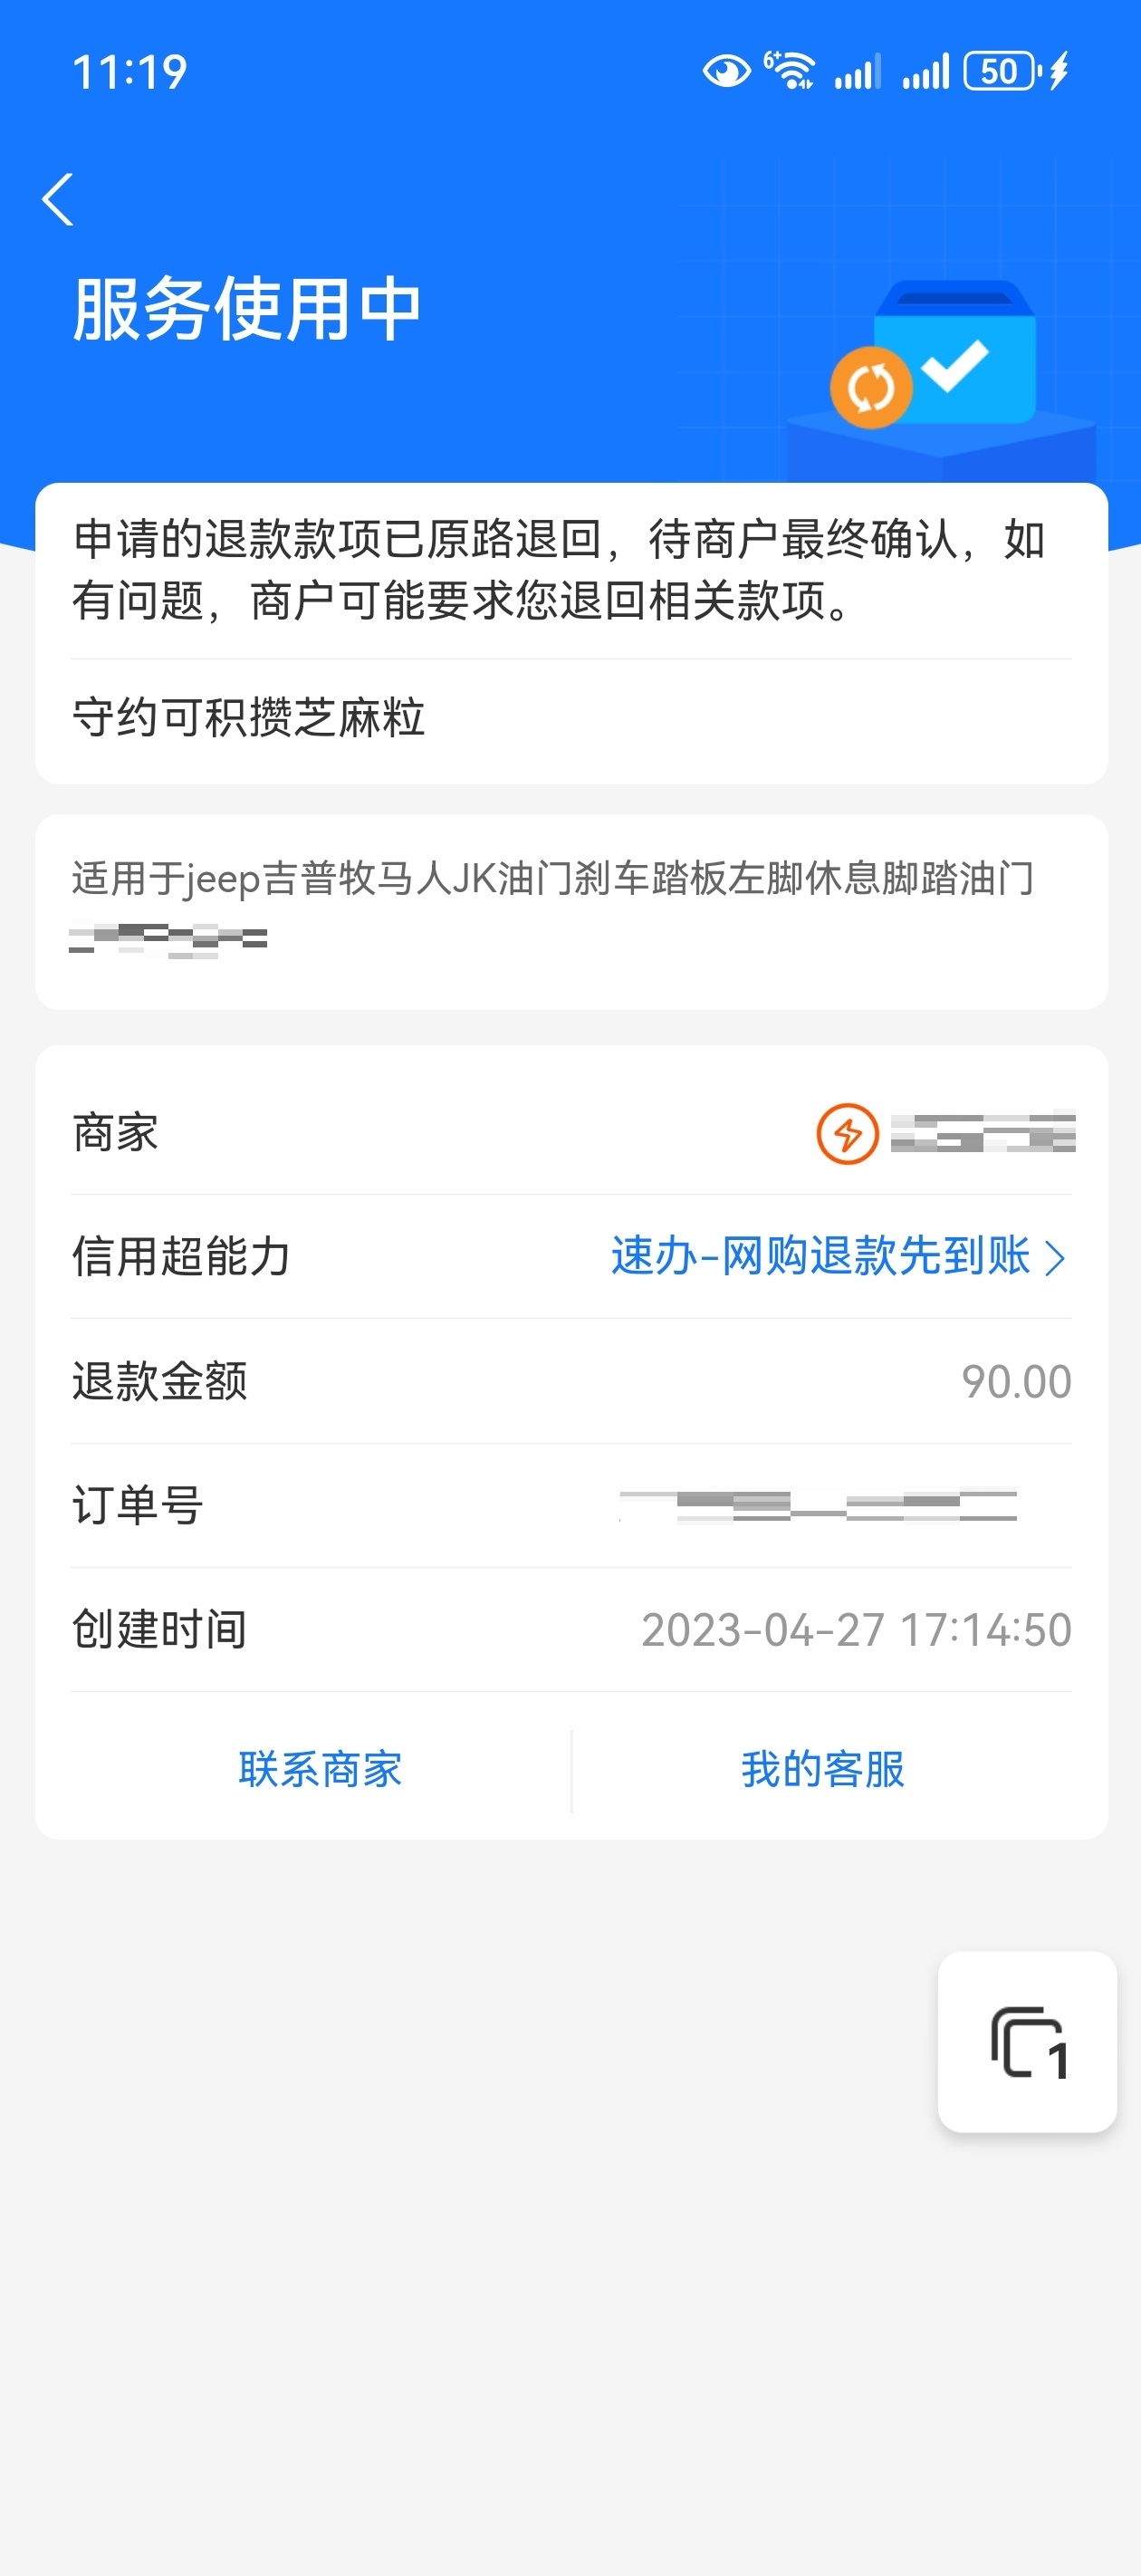 11:19
6+
50
服务使用中
申请的退款款项已原路退回，待商户最终确认，如
有问题，商户可能要求您退回相关款项。
守约可积攒芝麻粒
适用于jeep吉普牧马人JK油门刹车踏板左脚休息脚踏油门
商家
信用超能力 速办-网购退款先到账
退款金额 90.00
订单号
创建时间 2023-04-27 17:14:50
联系商家 我的客服
1